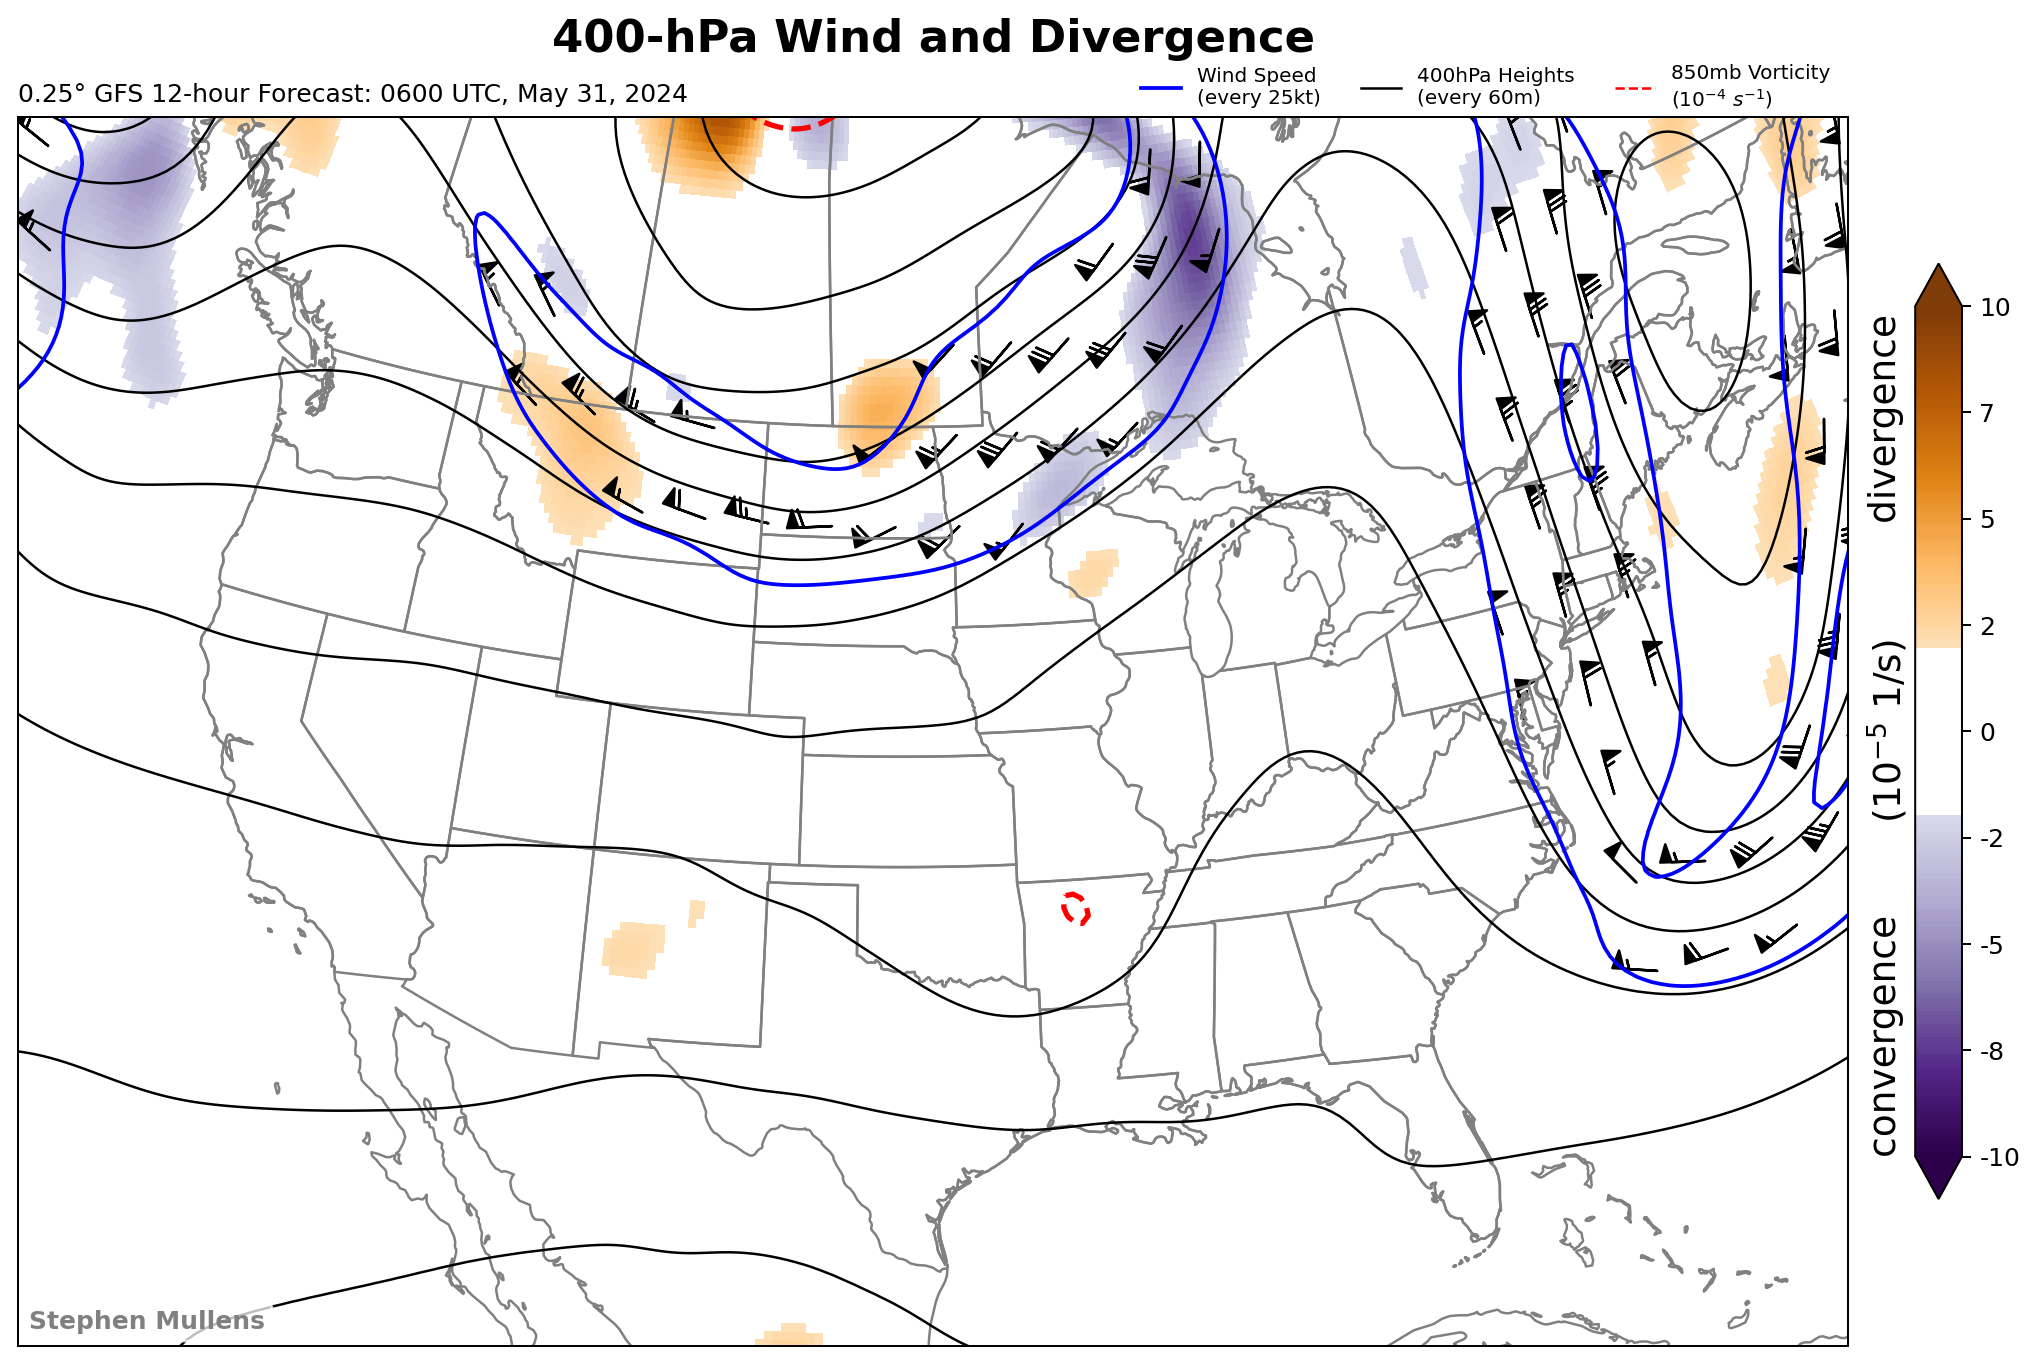 400-hPa Wind and Divergence
0.25° GFS 12-hour Forecast: 0600 UTC, May 31, 2024
Wind Speed
(every 25kt)
400hPa Heights
(every 60m)
850mb Vorticity
(10⁻⁴ s⁻¹)
10
7
5
2
0
-2
-5
-8
-10
convergence (10⁻⁵ 1/s) divergence
Stephen Mullens